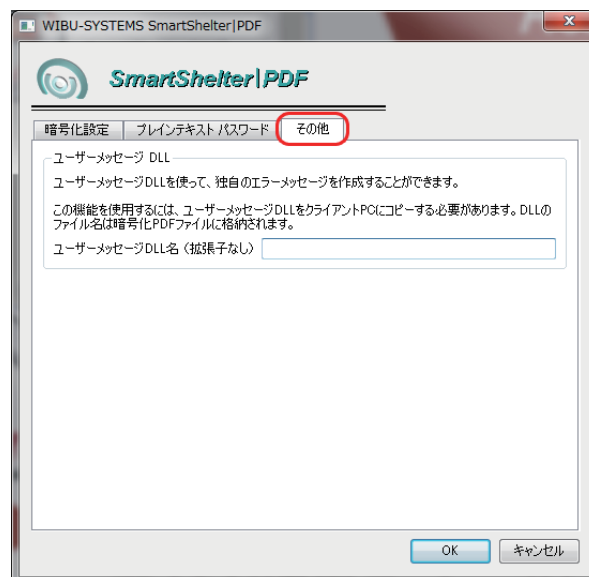 WIBU-SYSTEMS SmartShelter|PDF
SmartShelter|PDF
暗号化設定 プレインテキスト パスワード その他
ユーザーメッセージ DLL
ユーザーメッセージDLLを使って、独自のエラーメッセージを作成することができます。
この機能を使用するには、ユーザーメッセージDLLをクライアントPCにコピーする必要があります。DLLの
ファイル名は暗号化PDFファイルに格納されます。
ユーザーメッセージDLL名（拡張子なし）
OK キャンセル